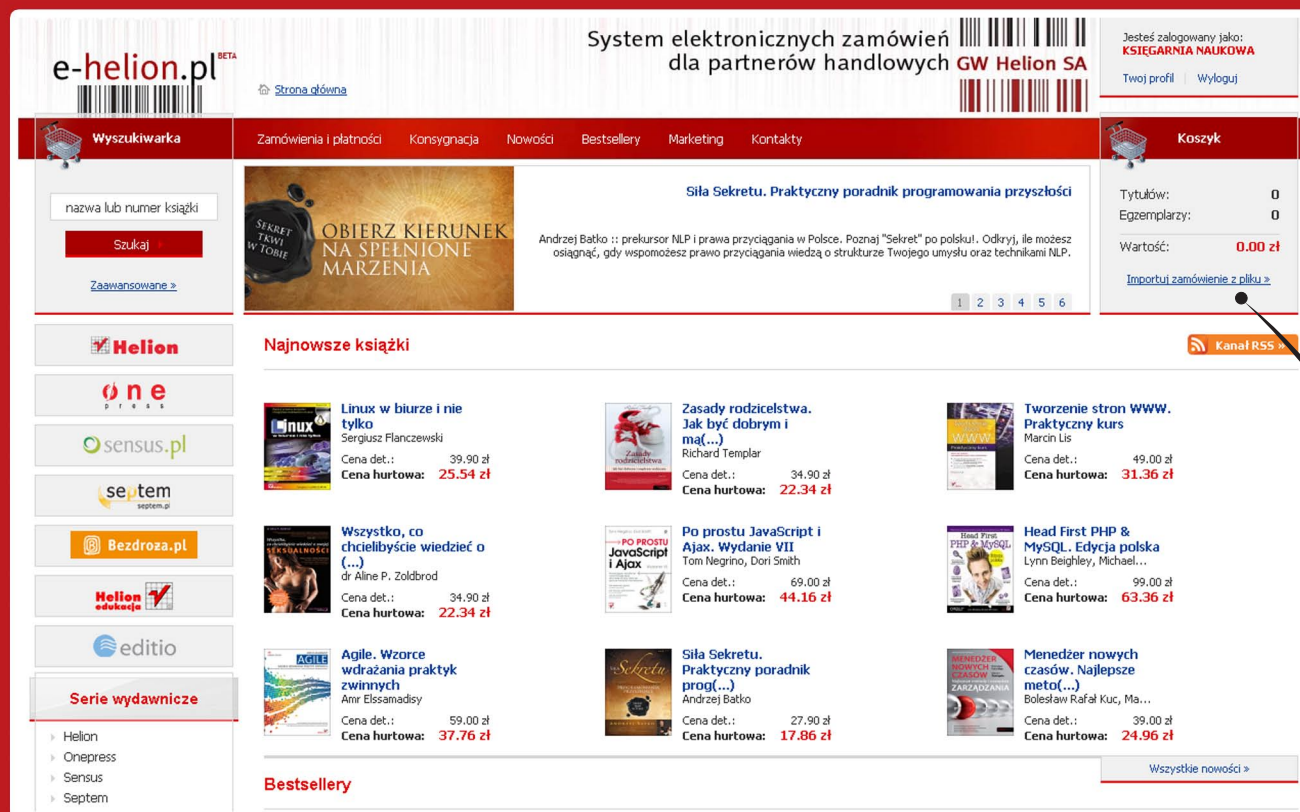 e-helion.pl BETA
Strona główna
System elektronicznych zamówień
dla partnerów handlowych GW Helion SA
Jesteś zalogowany jako:
KSIĘGARNIA NAUKOWA
Twoj profil | Wyloguj
Wyszukiwarka
Zamówienia i płatności Konsygnacja Nowości Bestsellery Marketing Kontakty
Koszyk
nazwa lub numer książki
Szukaj
Zaawansowane »
SEKRET
TKWI
W TOBIE
OBIERZ KIERUNEK
NA SPEŁNIONE
MARZENIA
Siła Sekretu. Praktyczny poradnik programowania przyszłości
Andrzej Batko :: prekursor NLP i prawa przyciągania w Polsce. Poznaj "Sekret" po polsku!. Odkryj, ile możesz
osiągnąć, gdy wspomożesz prawo przyciągania wiedzą o strukturze Twojego umysłu oraz technikami NLP.
1 2 3 4 5 6
Tytułów: 0
Egzemplarzy: 0
Wartość: 0.00 zł
Importuj zamówienie z pliku »
Helion
one
press
sensus.pl
septem
septem.pl
Bezdroza.pl
Helion
edukacja
editio
Serie wydawnicze
Helion
Onepress
Sensus
Septem
Najnowsze książki
Kanał RSS »
Linux w biurze i nie
tylko
Sergiusz Flanczewski
Cena det.: 39.90 zł
Cena hurtowa: 25.54 zł
Zasady rodzicelstwa.
Jak być dobrym i
mą(...)
Richard Templar
Cena det.: 34.90 zł
Cena hurtowa: 22.34 zł
Tworzenie stron WWW.
Praktyczny kurs
Marcin Lis
Cena det.: 49.00 zł
Cena hurtowa: 31.36 zł
Wszystko, co
chcielibyście wiedzieć o
(...)
dr Aline P. Zoldbrod
Cena det.: 34.90 zł
Cena hurtowa: 22.34 zł
PO PROSTU
JavaScript
i Ajax
Po prostu JavaScript i
Ajax. Wydanie VII
Tom Negrino, Dori Smith
Cena det.: 69.00 zł
Cena hurtowa: 44.16 zł
Head First
PHP & MySQL
Head First PHP &
MySQL. Edycja polska
Lynn Beighley, Michael...
Cena det.: 99.00 zł
Cena hurtowa: 63.36 zł
AGILE
Agile. Wzorce
wdrażania praktyk
zwinnych
Amr Elssamadisy
Cena det.: 59.00 zł
Cena hurtowa: 37.76 zł
Siła Sekretu.
Praktyczny poradnik
prog(...)
Andrzej Batko
Cena det.: 27.90 zł
Cena hurtowa: 17.86 zł
MENEDŻER
NOWYCH
CZASÓW
ZARZĄDZANIA
Menedżer nowych
czasów. Najlepsze
meto(...)
Bolesław Rafał Kuc, Ma...
Cena det.: 39.00 zł
Cena hurtowa: 24.96 zł
Wszystkie nowości »
Bestsellery